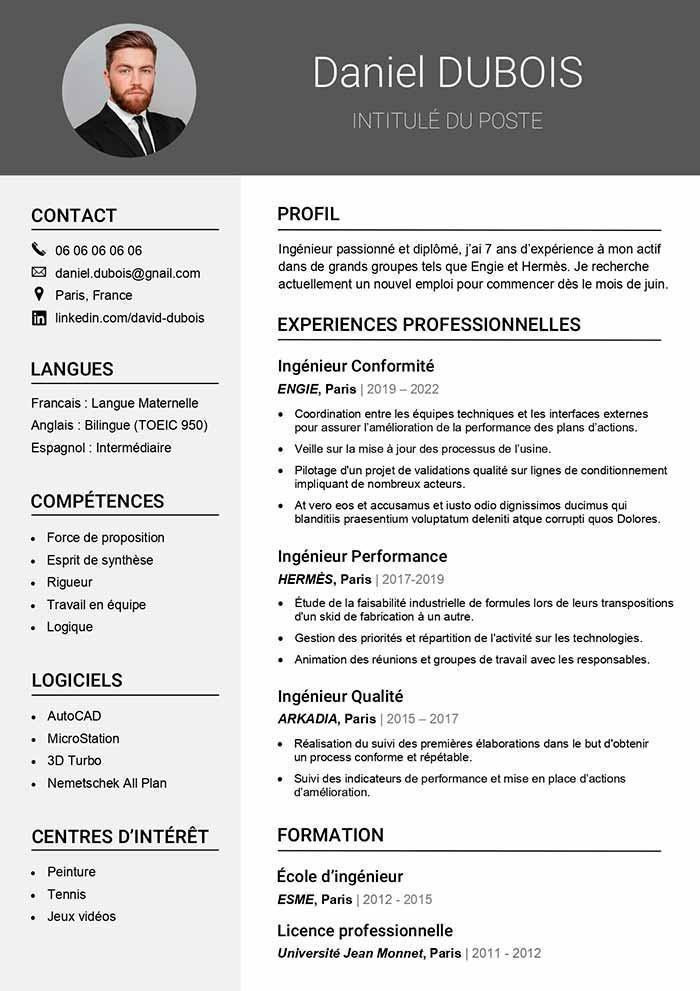 Daniel DUBOIS
INTITULÉ DU POSTE
CONTACT
06 06 06 06 06
daniel.dubois@gnail.com
Paris, France
linkedin.com/david-dubois
LANGUES
Francais : Langue Maternelle
Anglais : Bilingue (TOEIC 950)
Espagnol : Intermédiaire
COMPÉTENCES
• Force de proposition
• Esprit de synthèse
• Rigueur
• Travail en équipe
• Logique
LOGICIELS
• AutoCAD
• MicroStation
• 3D Turbo
• Nemetschek All Plan
CENTRES D’INTÉRÊT
• Peinture
• Tennis
• Jeux vidéos
PROFIL
Ingénieur passionné et diplômé, j’ai 7 ans d’expérience à mon actif
dans de grands groupes tels que Engie et Hermès. Je recherche
actuellement un nouvel emploi pour commencer dès le mois de juin.
EXPERIENCES PROFESSIONNELLES
Ingénieur Conformité
ENGIE, Paris | 2019 – 2022
• Coordination entre les équipes techniques et les interfaces externes
pour assurer l’amélioration de la performance des plans d’actions.
• Veille sur la mise à jour des processus de l’usine.
• Pilotage d'un projet de validations qualité sur lignes de conditionnement
impliquant de nombreux acteurs.
• At vero eos et accusamus et iusto odio dignissimos ducimus qui
blanditiis praesentium voluptatum deleniti atque corrupti quos Dolores.
Ingénieur Performance
HERMÈS, Paris | 2017-2019
• Étude de la faisabilité industrielle de formules lors de leurs transpositions
d'un skid de fabrication à un autre.
• Gestion des priorités et répartition de l'activité sur les technologies.
• Animation des réunions et groupes de travail avec les responsables.
Ingénieur Qualité
ARKADIA, Paris | 2015 – 2017
• Réalisation du suivi des premières élaborations dans le but d'obtenir
un process conforme et répétable.
• Suivi des indicateurs de performance et mise en place d’actions
d’amélioration.
FORMATION
École d’ingénieur
ESME, Paris | 2012 - 2015
Licence professionnelle
Université Jean Monnet, Paris | 2011 - 2012